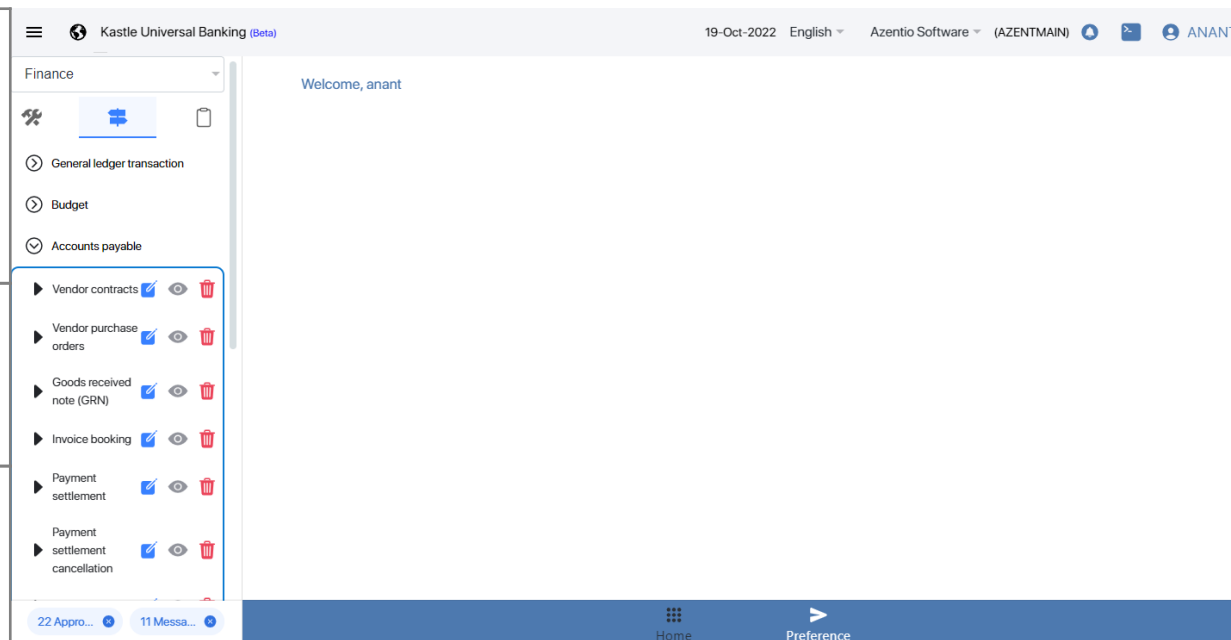 Kastle Universal Banking (Beta)
19-Oct-2022 English Azentio Software (AZENTMAIN) ANANT
Finance
Welcome, anant
General ledger transaction
Budget
Accounts payable
Vendor contracts
Vendor purchase
orders
Goods received
note (GRN)
Invoice booking
Payment
settlement
Payment
settlement
cancellation
22 Appro... 11 Messa...
Home
Preference